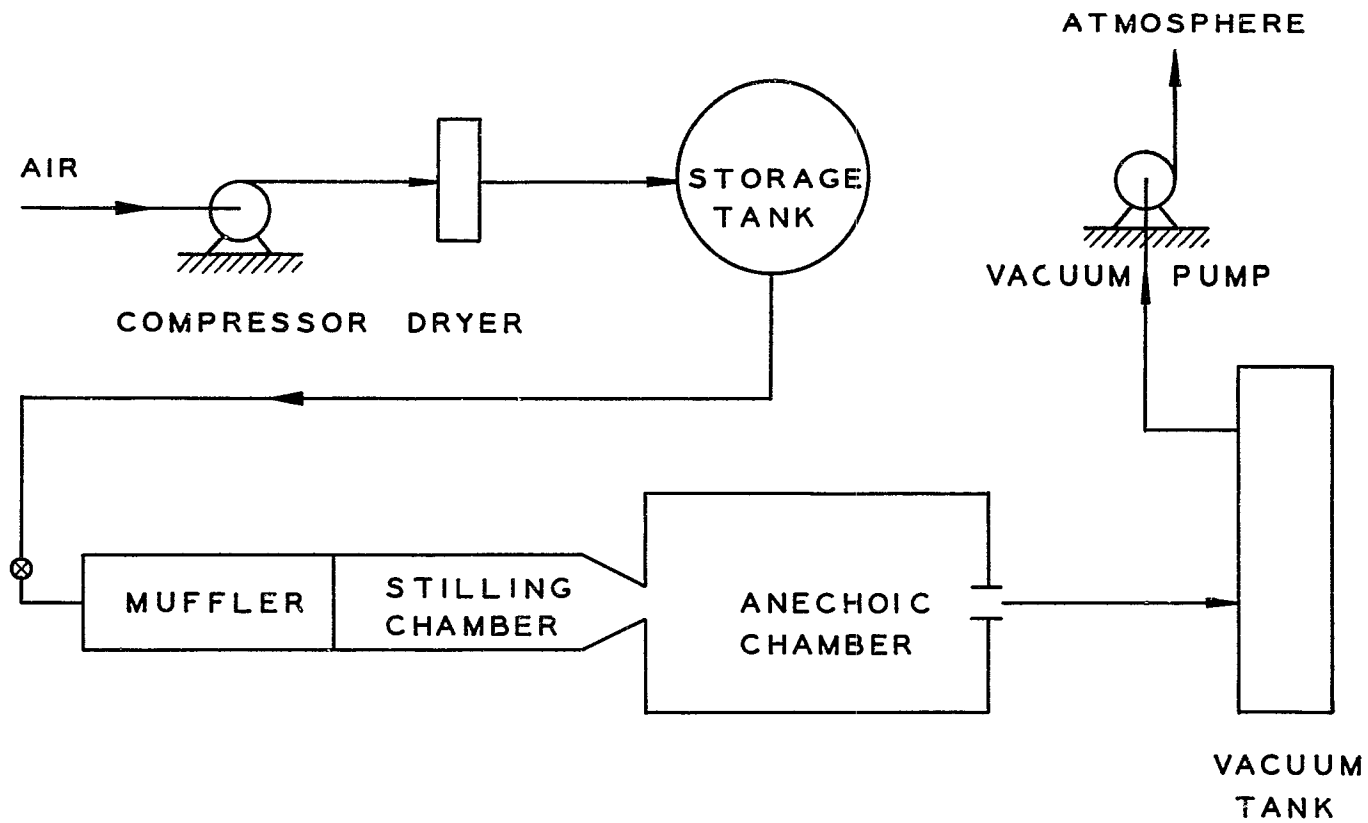 ATMOSPHERE
AIR
STORAGE
TANK
VACUUM PUMP
COMPRESSOR DRYER
MUFFLER
STILLING
CHAMBER
ANECHOIC
CHAMBER
VACUUM
TANK